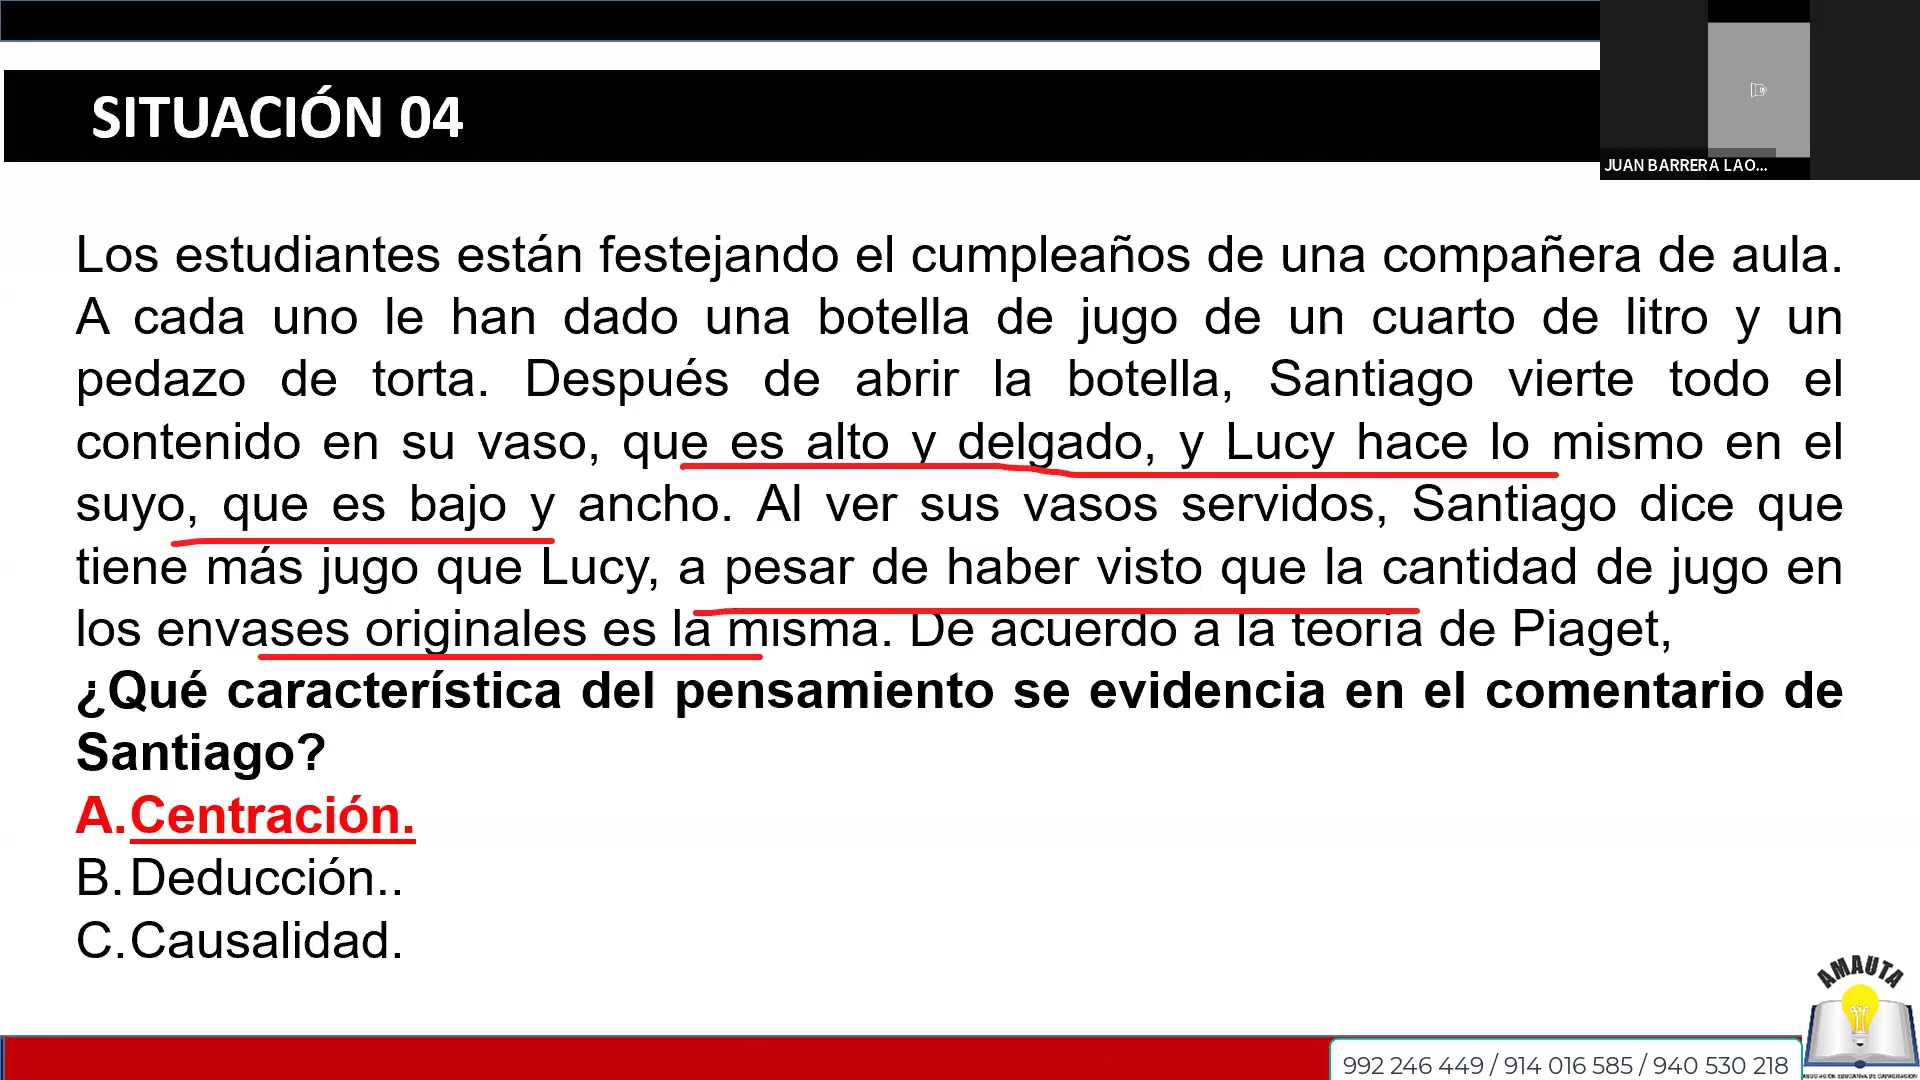 SITUACIÓN 04
JUAN BARRERA LAO...
Los estudiantes están festejando el cumpleaños de una compañera de aula.
A cada uno le han dado una botella de jugo de un cuarto de litro y un
pedazo de torta. Después de abrir la botella, Santiago vierte todo el
contenido en su vaso, que es alto y delgado, y Lucy hace lo mismo en el
suyo, que es bajo y ancho. Al ver sus vasos servidos, Santiago dice que
tiene más jugo que Lucy, a pesar de haber visto que la cantidad de jugo en
los envases originales es la misma. De acuerdo a la teoría de Piaget,
¿Qué característica del pensamiento se evidencia en el comentario de
Santiago?
A.Centración.
B.Deducción..
C.Causalidad.
AMAUTA
ASOCIACIÓN EDUCATIVA DE CAPACITACIÓN
992 246 449 / 914 016 585 / 940 530 218